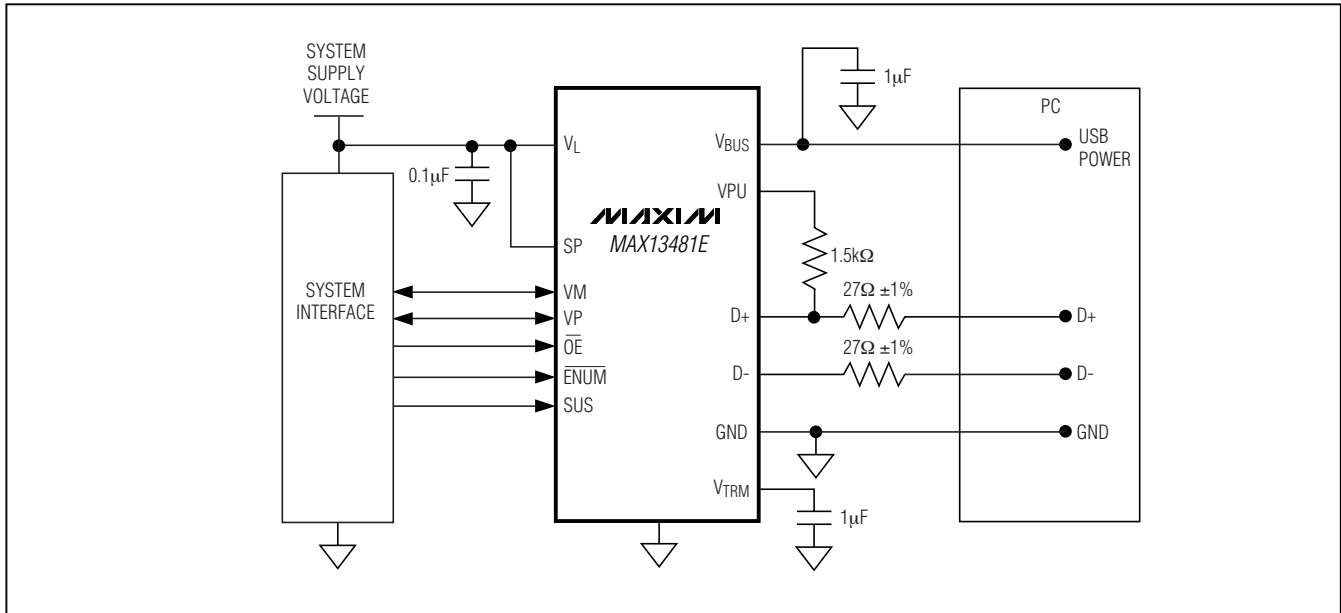 SYSTEM
SUPPLY
VOLTAGE
0.1μF
SYSTEM
INTERFACE
VL
SP
VM
VP
OE
ENUM
SUS
MAXIM
MAX13481E
VBUS
VPU
D+
D-
GND
VTRM
1μF
1.5kΩ
27Ω ±1%
27Ω ±1%
1μF
PC
USB
POWER
D+
D-
GND